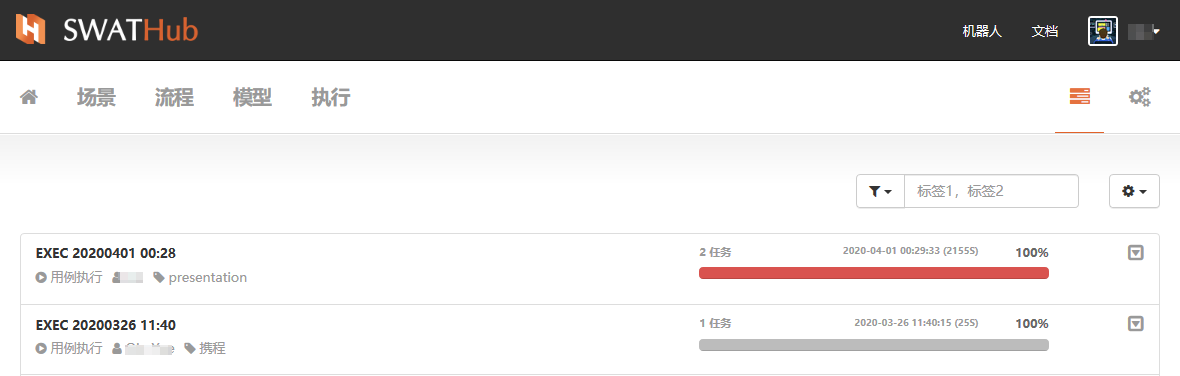 SWATHub 机器人 文档
场景 流程 模型 执行
标签1，标签2
EXEC 20200401 00:28 2 任务 2020-04-01 00:29:33 (2155S) 100%
用例执行 presentation
EXEC 20200326 11:40 1 任务 2020-03-26 11:40:15 (25S) 100%
用例执行 携程